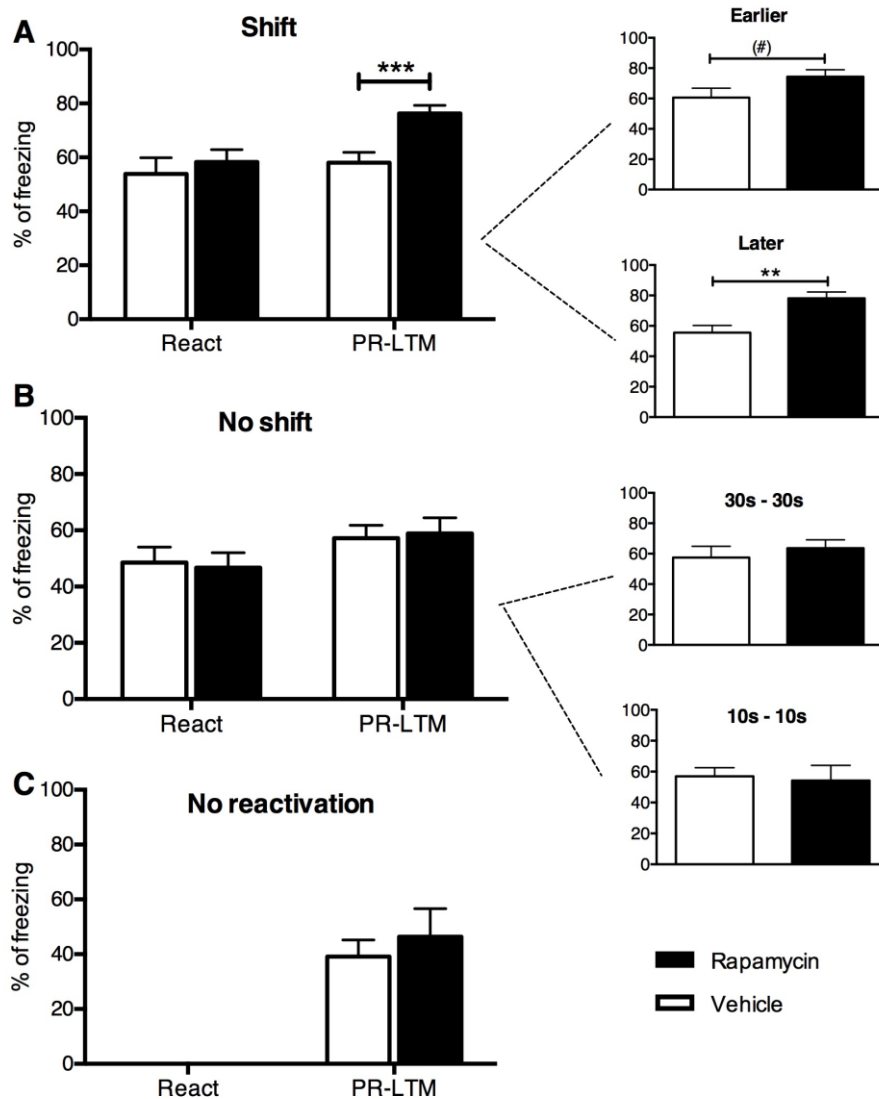 A
Shift
% of freezing
100
80
60
40
20
0
***
React
PR-LTM
Earlier
100
80
60
40
20
0
(#)
Later
100
80
60
40
20
0
**
B
No shift
% of freezing
100
80
60
40
20
0
React
PR-LTM
30s - 30s
100
80
60
40
20
0
10s - 10s
100
80
60
40
20
0
C
No reactivation
% of freezing
100
80
60
40
20
0
React
PR-LTM
Rapamycin
Vehicle